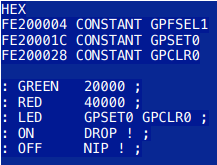 HEX
FE200004 CONSTANT GPFSEL1
FE20001C CONSTANT GPSET0
FE200028 CONSTANT GPCLR0
: GREEN   20000 ;
: RED     40000 ;
: LED     GPSET0 GPCLR0 ;
: ON      DROP ! ;
: OFF     NIP ! ;